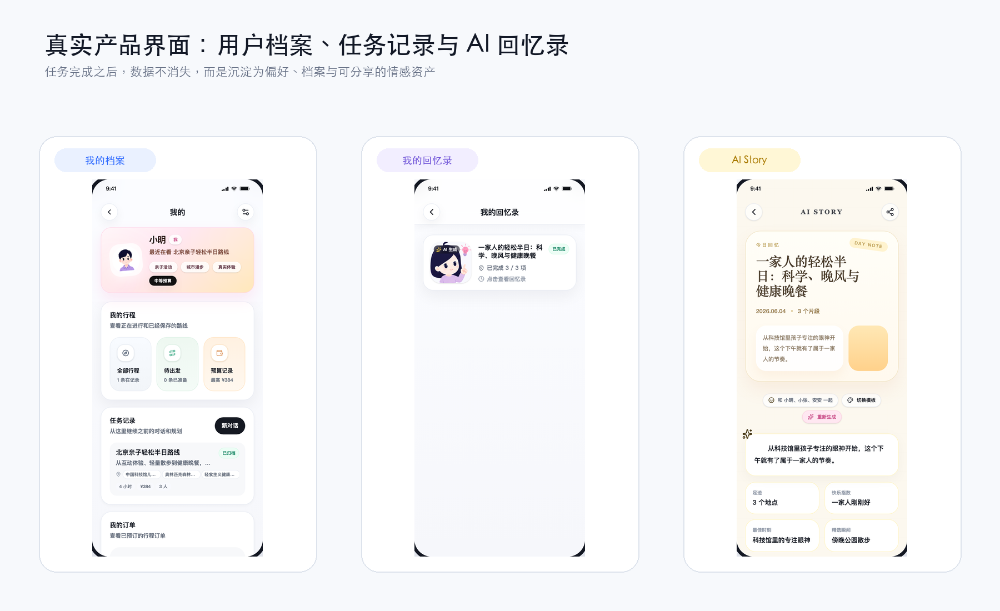 真实产品界面：用户档案、任务记录与 AI 回忆录
任务完成之后，数据不消失，而是沉淀为偏好、档案与可分享的情感资产
我的档案
9:41
我的
小明 我
最近在看 北京亲子轻松半日路线
亲子活动 城市漫步 真实体验
中等预算
我的行程
查看正在进行和已经保存的路线
全部行程 待出发 预算记录
1 条在记录 0 条已准备 最高 ¥384
任务记录
从这里继续之前的对话和规划
新对话
北京亲子轻松半日路线 已归档
从互动体验、轻量散步到健康晚餐，...
中国科技馆儿... 奥林匹克森林... 轻食主义健康...
4 小时 ¥384 3 人
我的订单
查看已预订的行程订单
我的回忆录
9:41
我的回忆录
AI 生成
一家人的轻松半日：科
学、晚风与健康晚餐
已完成
已完成 3 / 3 项
点击查看回忆录
AI Story
9:41
AI STORY
今日回忆
DAY NOTE
一家人的轻松半
日：科学、晚风与
健康晚餐
2026.06.04 • 3 个片段
从科技馆里孩子专注的眼神开
始，这个下午就有了属于一家
人的节奏。
和 小明、小张、安安 一起 切换模板
重新生成
从科技馆里孩子专注的眼神开始，这个下
午就有了属于一家人的节奏。
足迹
3 个地点
快乐指数
一家人刚刚好
最佳时刻
科技馆里的专注眼神
精选瞬间
傍晚公园散步